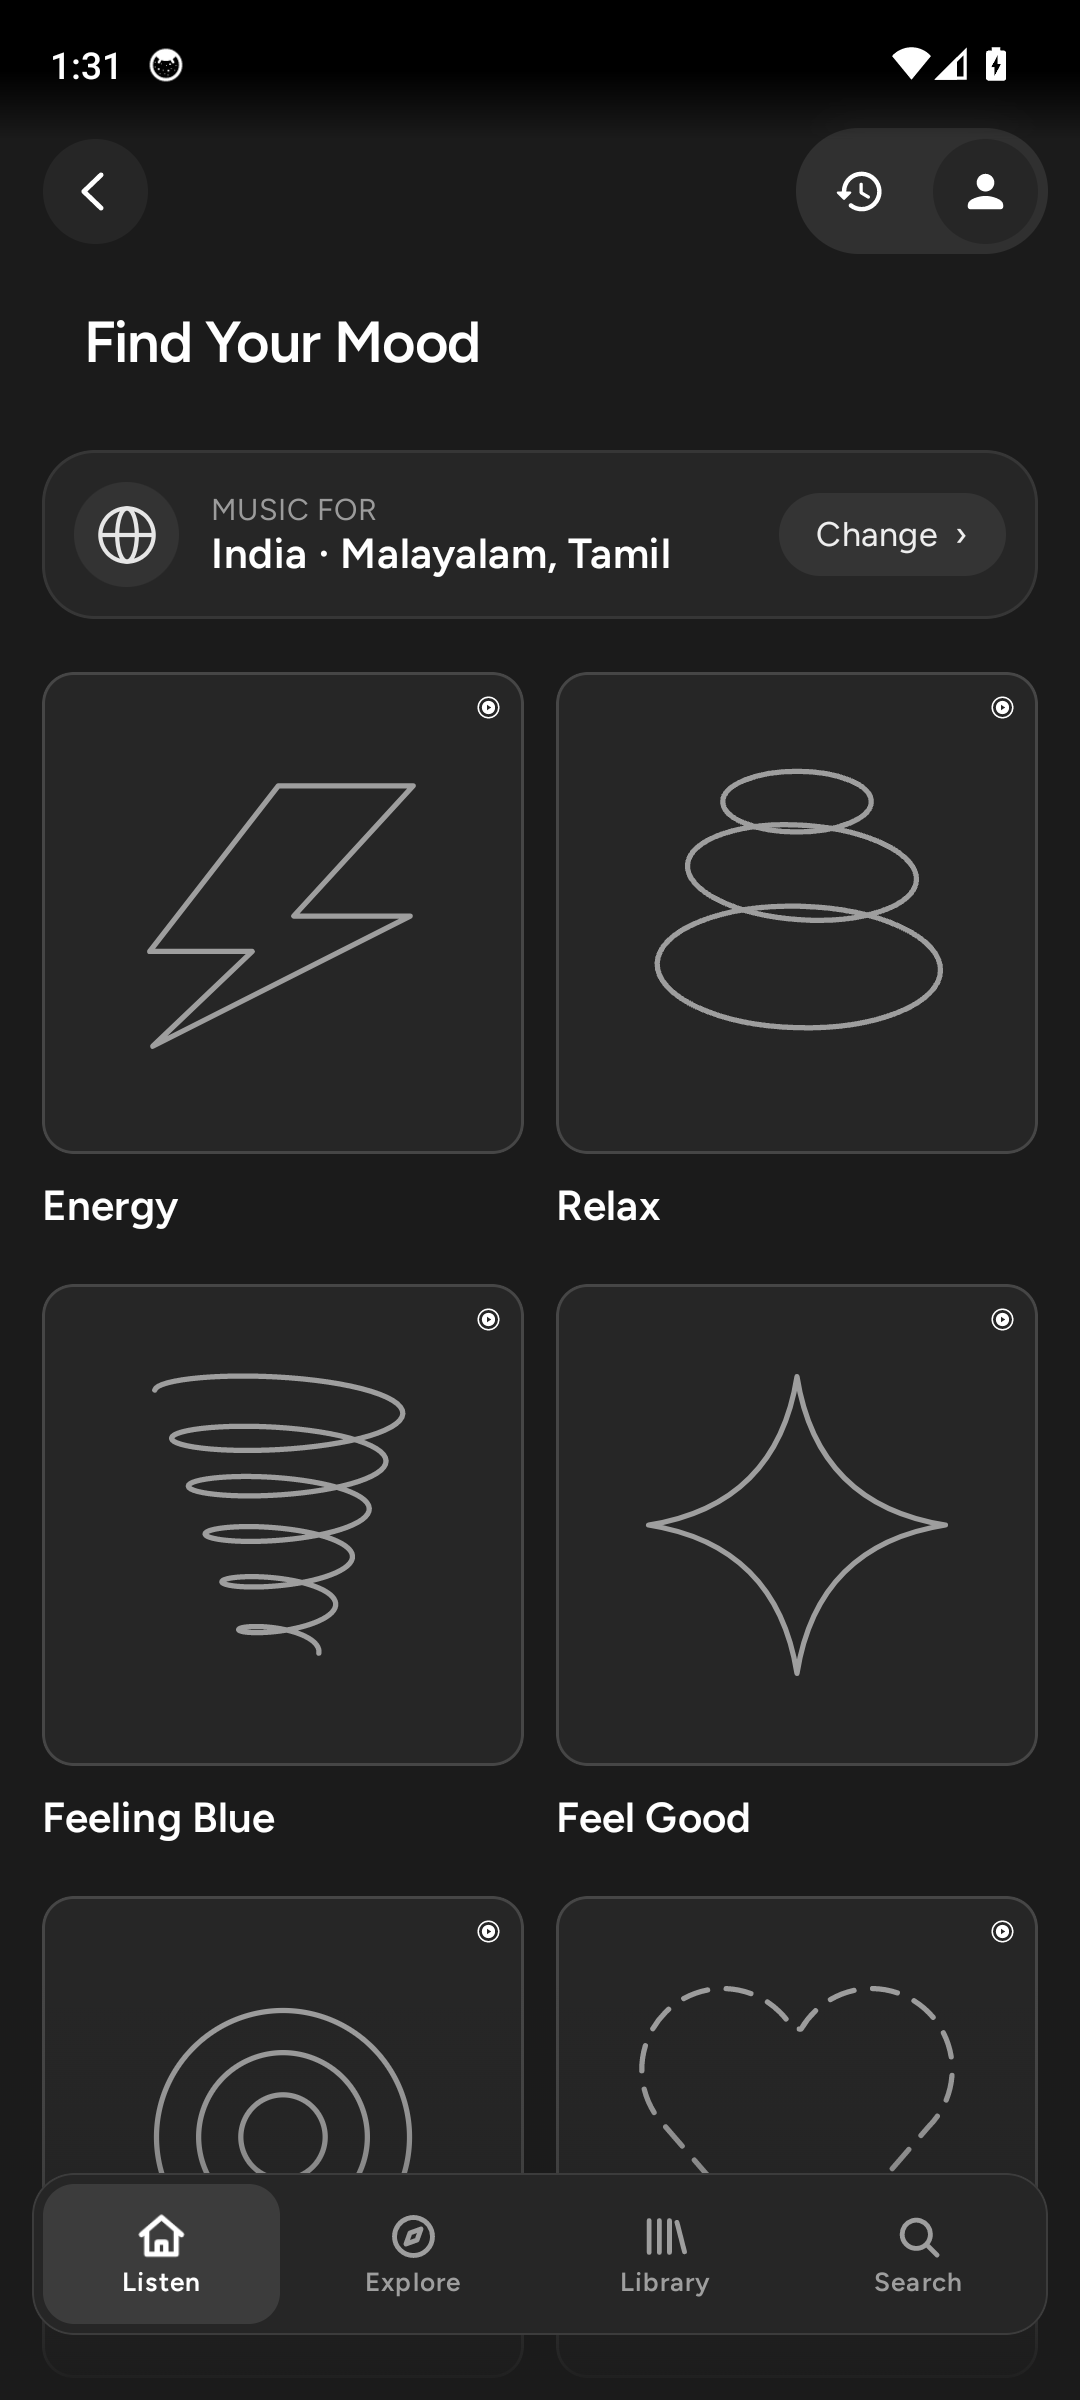 1:31
Find Your Mood
MUSIC FOR
India · Malayalam, Tamil
Change ›
Energy
Relax
Feeling Blue
Feel Good
Listen
Explore
Library
Search